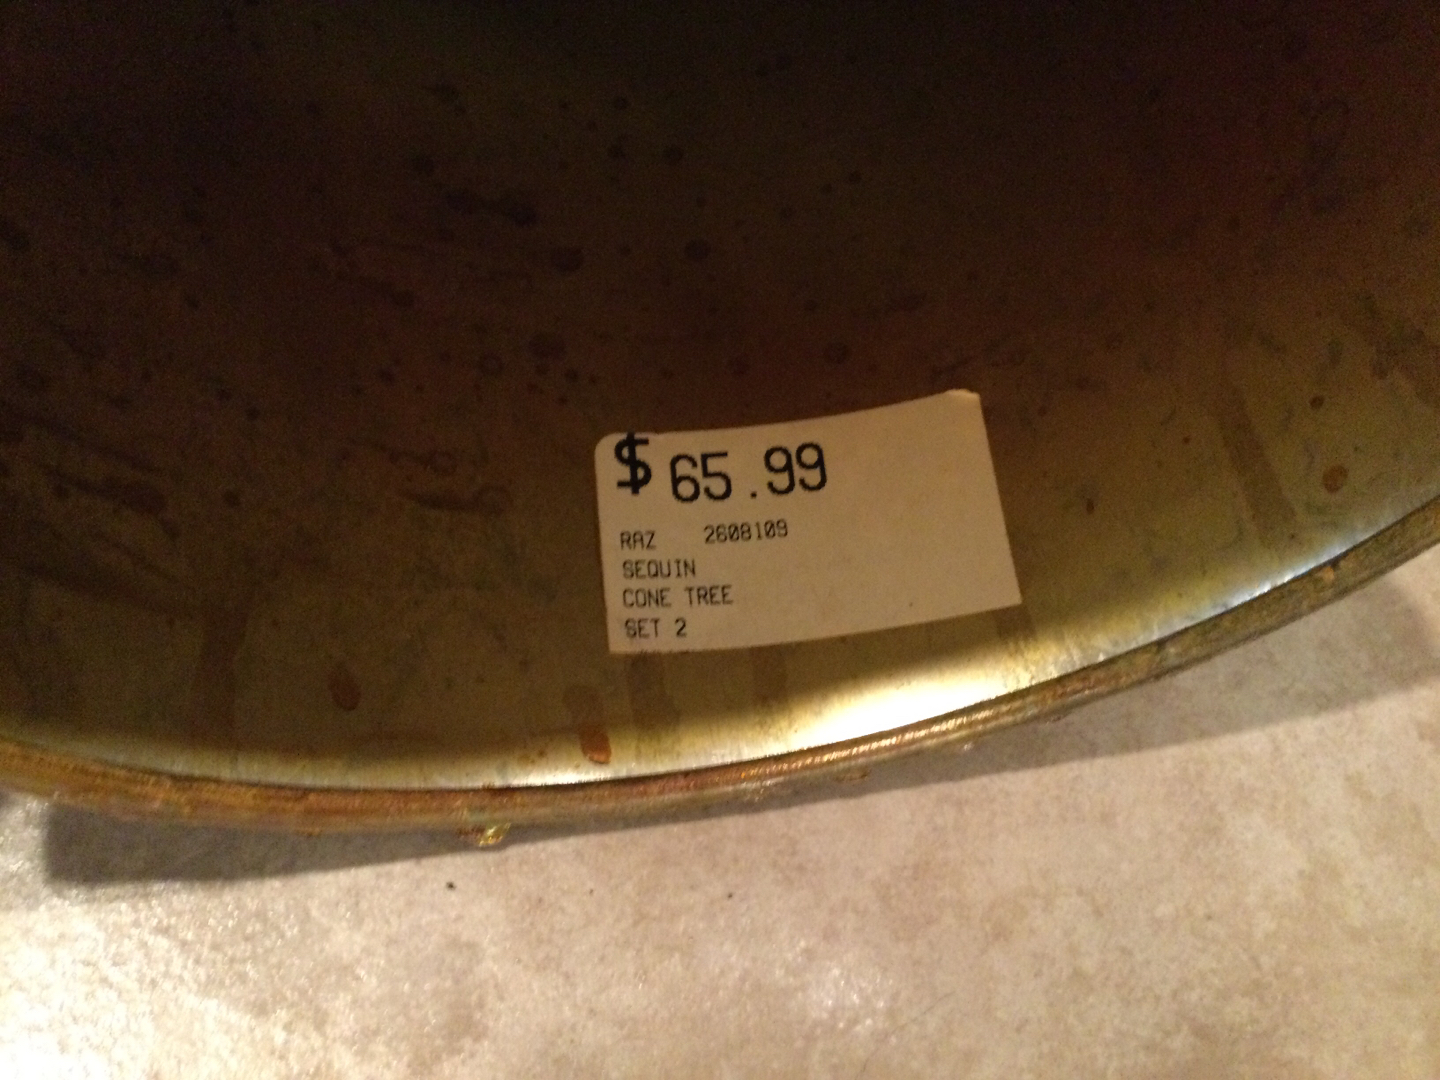 $ 65.99
RAZ 2608109
SEQUIN
CONE TREE
SET 2